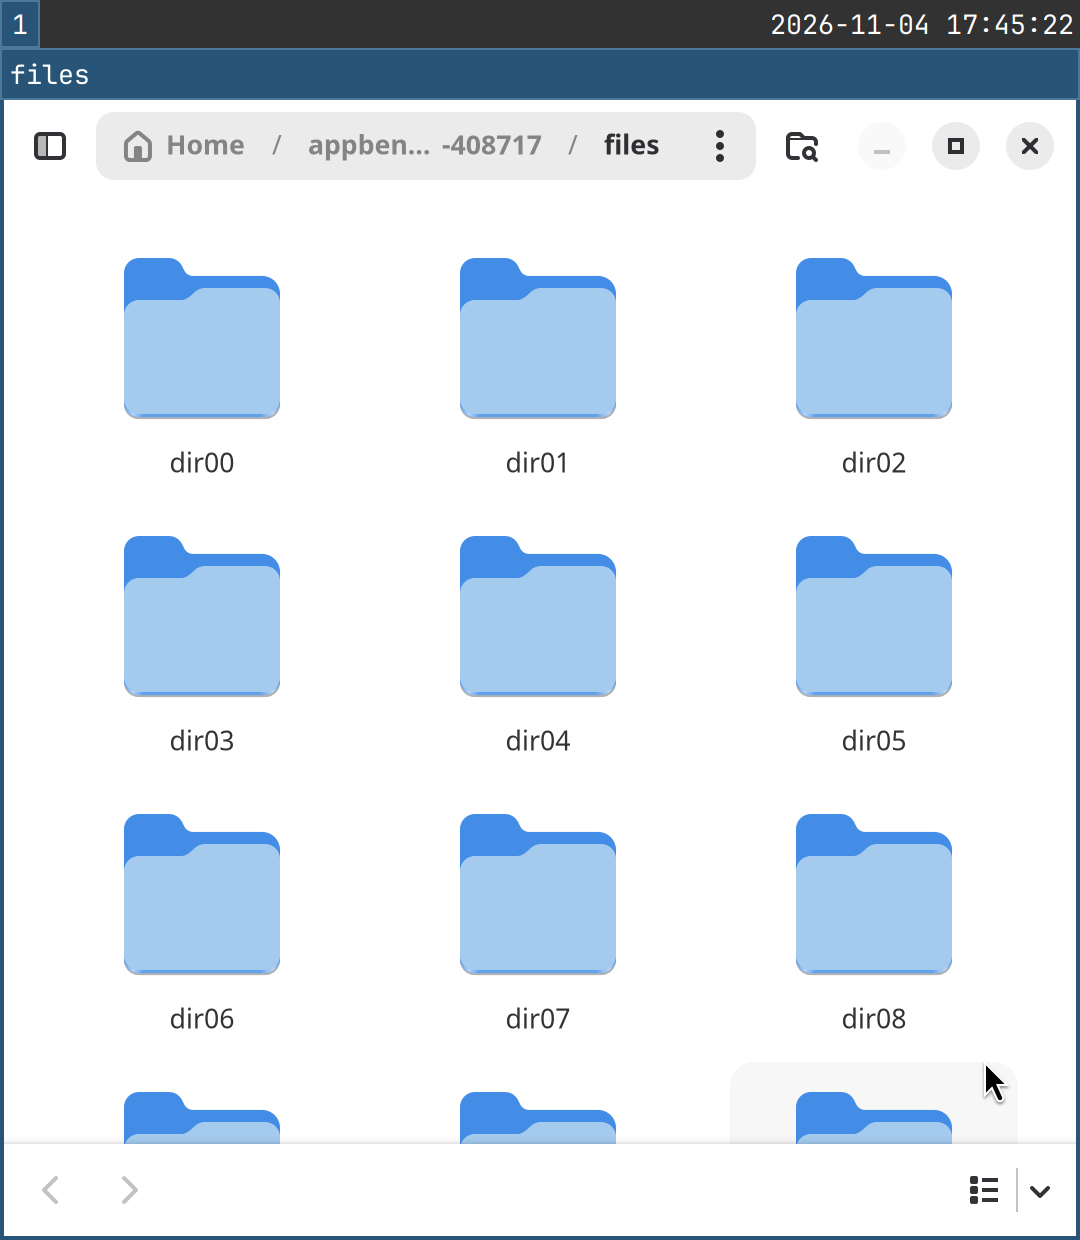 1 2026-11-04 17:45:22
files
Home / appben... -408717 / files
dir00 dir01 dir02
dir03 dir04 dir05
dir06 dir07 dir08